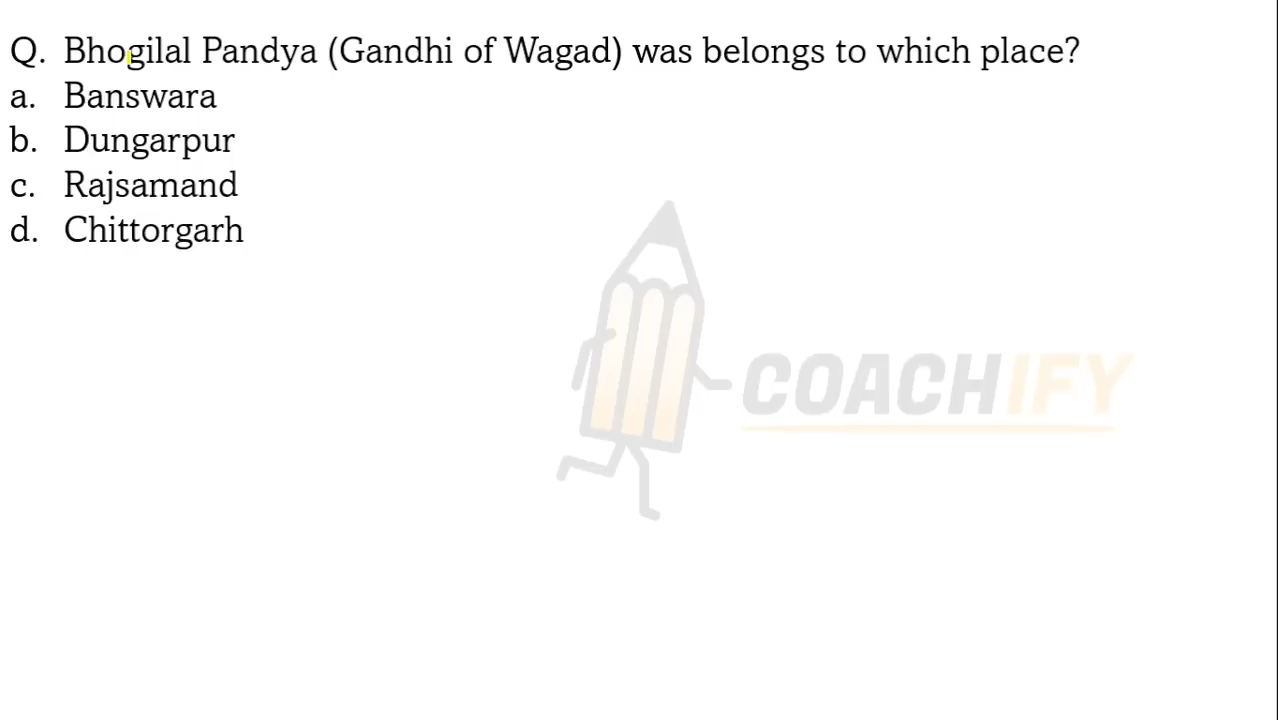 Q. Bhogilal Pandya (Gandhi of Wagad) was belongs to which place?
a. Banswara
b. Dungarpur
c. Rajsamand
d. Chittorgarh
COACHIFY